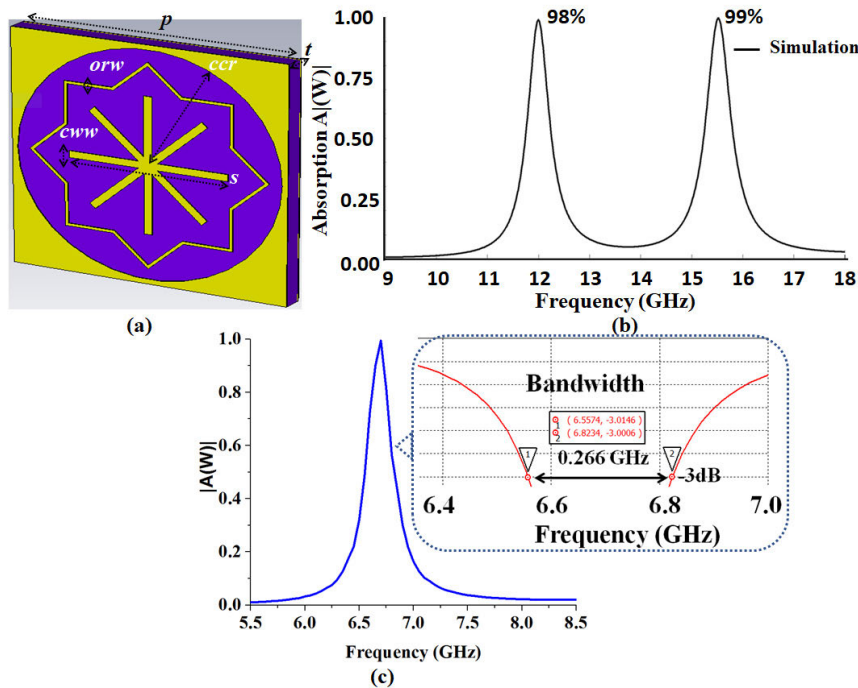 p
t
orw
ccr
cww
s
(a)
Absorption A|(W)
1.00
0.75
0.50
0.25
0.00
98%
99%
Simulation
9 10 11 12 13 14 15 16 17 18
Frequency (GHz)
(b)
|A(W)|
1.0
0.8
0.6
0.4
0.2
0.0
5.5 6.0 6.5 7.0 7.5 8.0 8.5
Frequency (GHz)
Bandwidth
1 ( 6.5574, -3.0146 )
2 ( 6.8234, -3.0006 )
1
2
0.266 GHz
-3dB
6.4 6.6 6.8 7.0
Frequency (GHz)
(c)